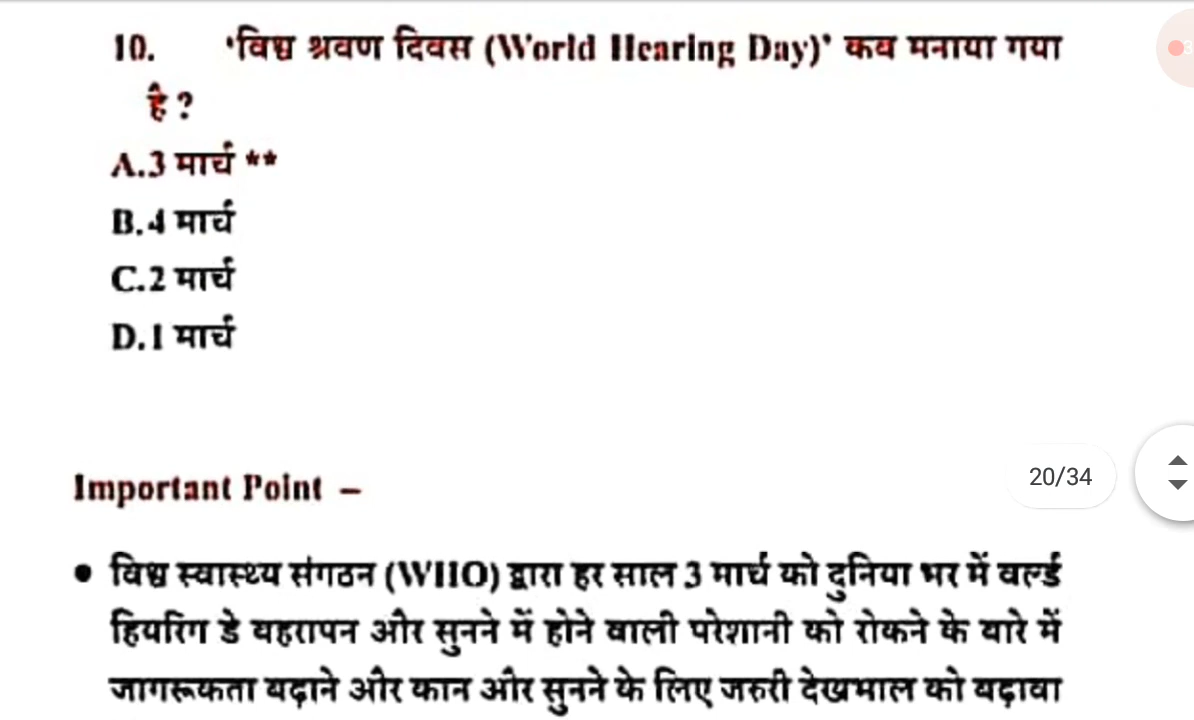 10. 'विश्व श्रवण दिवस (World Hearing Day)' कब मनाया गया
है ?
A.3 मार्च **
B.4 मार्च
C.2 मार्च
D.1 मार्च
Important Point –
20/34
• विश्व स्वास्थ्य संगठन (WHO) द्वारा हर साल 3 मार्च को दुनिया भर में वर्ल्ड
हियरिंग डे बहरापन और सुनने में होने वाली परेशानी को रोकने के बारे में
जागरूकता बढ़ाने और कान और सुनने के लिए जरुरी देखभाल को बढ़ावा